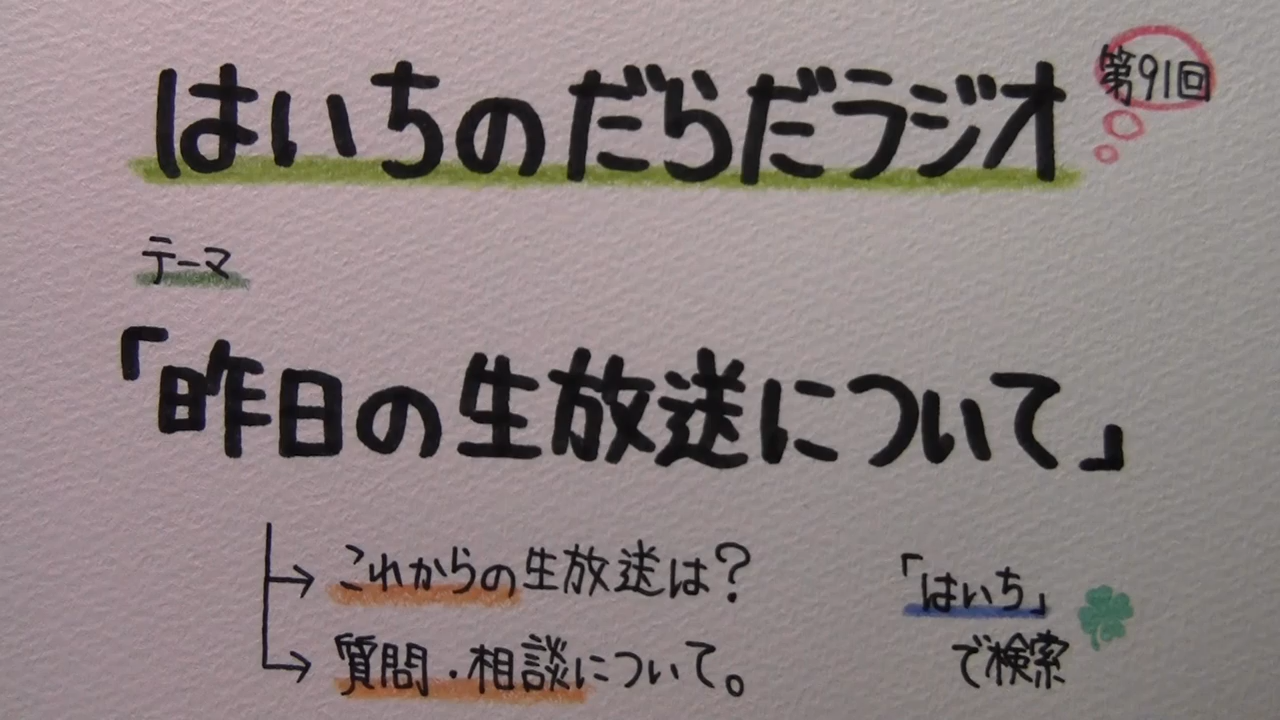 はいちのだらだラジオ
第91回
テーマ
「昨日の生放送について」
これからの生放送は?
質問・相談について。
「はいち」
で検索